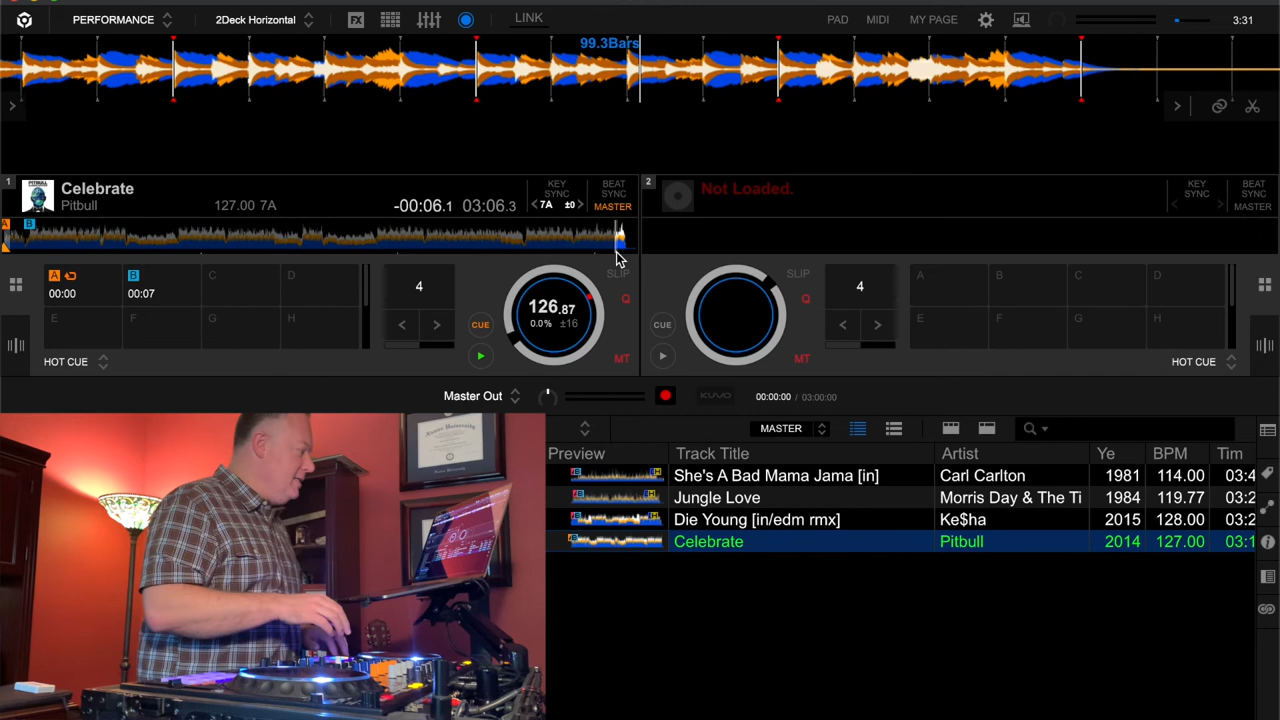 PERFORMANCE 2Deck Horizontal FX LINK PAD MIDI MY PAGE 3:31
99.3Bars
1 Celebrate KEY SYNC BEAT SYNC 2 Not Loaded. KEY SYNC BEAT SYNC
Pitbull 127.00 7A -00:06.1 03:06.3 <7A ±0> MASTER < > MASTER
A B
A B C D 4 SLIP SLIP 4 A B C D
00:00 00:07 Q Q
E F G H CUE 126.87 CUE E F G H
0.0% ±16
HOT CUE MT MT HOT CUE
Master Out KUVO 00:00:00 / 03:00:00
MASTER
Preview Track Title Artist Ye BPM Tim
She's A Bad Mama Jama [in] Carl Carlton 1981 114.00 03:4
Jungle Love Morris Day & The Ti 1984 119.77 03:2
Die Young [in/edm rmx] Ke$ha 2015 128.00 03:2
Celebrate Pitbull 2014 127.00 03:1